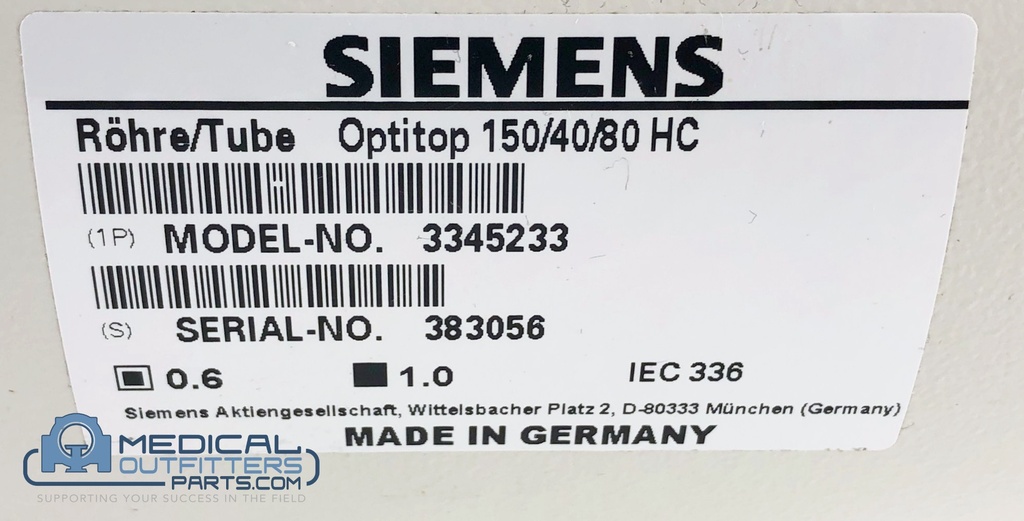 SIEMENS
Röhre/Tube Optitop 150/40/80 HC
(1P) MODEL-NO. 3345233
(S) SERIAL-NO. 383056
0.6 1.0 IEC 336
Siemens Aktiengesellschaft, Wittelsbacher Platz 2, D-80333 München (Germany)
MADE IN GERMANY
MEDICAL
OUTFITTERS
PARTS.COM
SUPPORTING YOUR SUCCESS IN THE FIELD